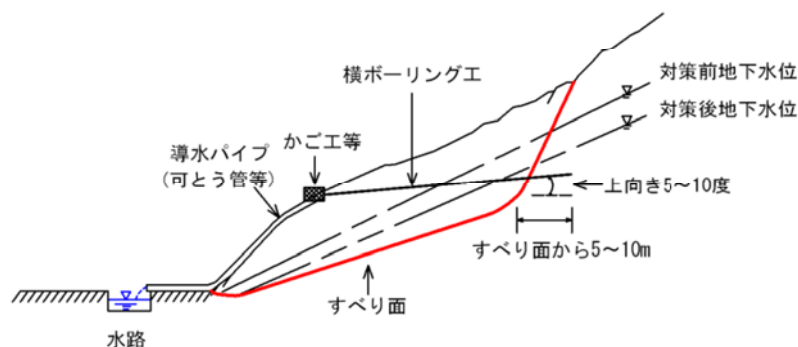 対策前地下水位
横ボーリング工
対策後地下水位
かご工等
導水パイプ
(可とう管等)
上向き5～10度
すべり面から5～10m
すべり面
水路